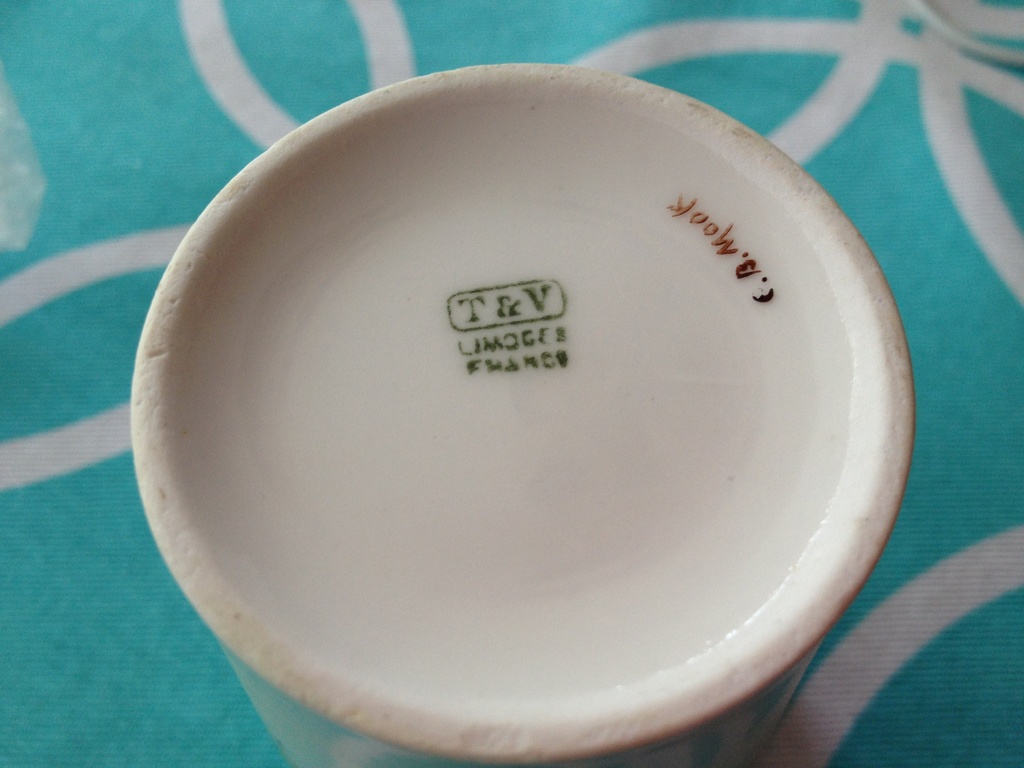 T & V
LIMOGES
FRANCE
C.B. Mook